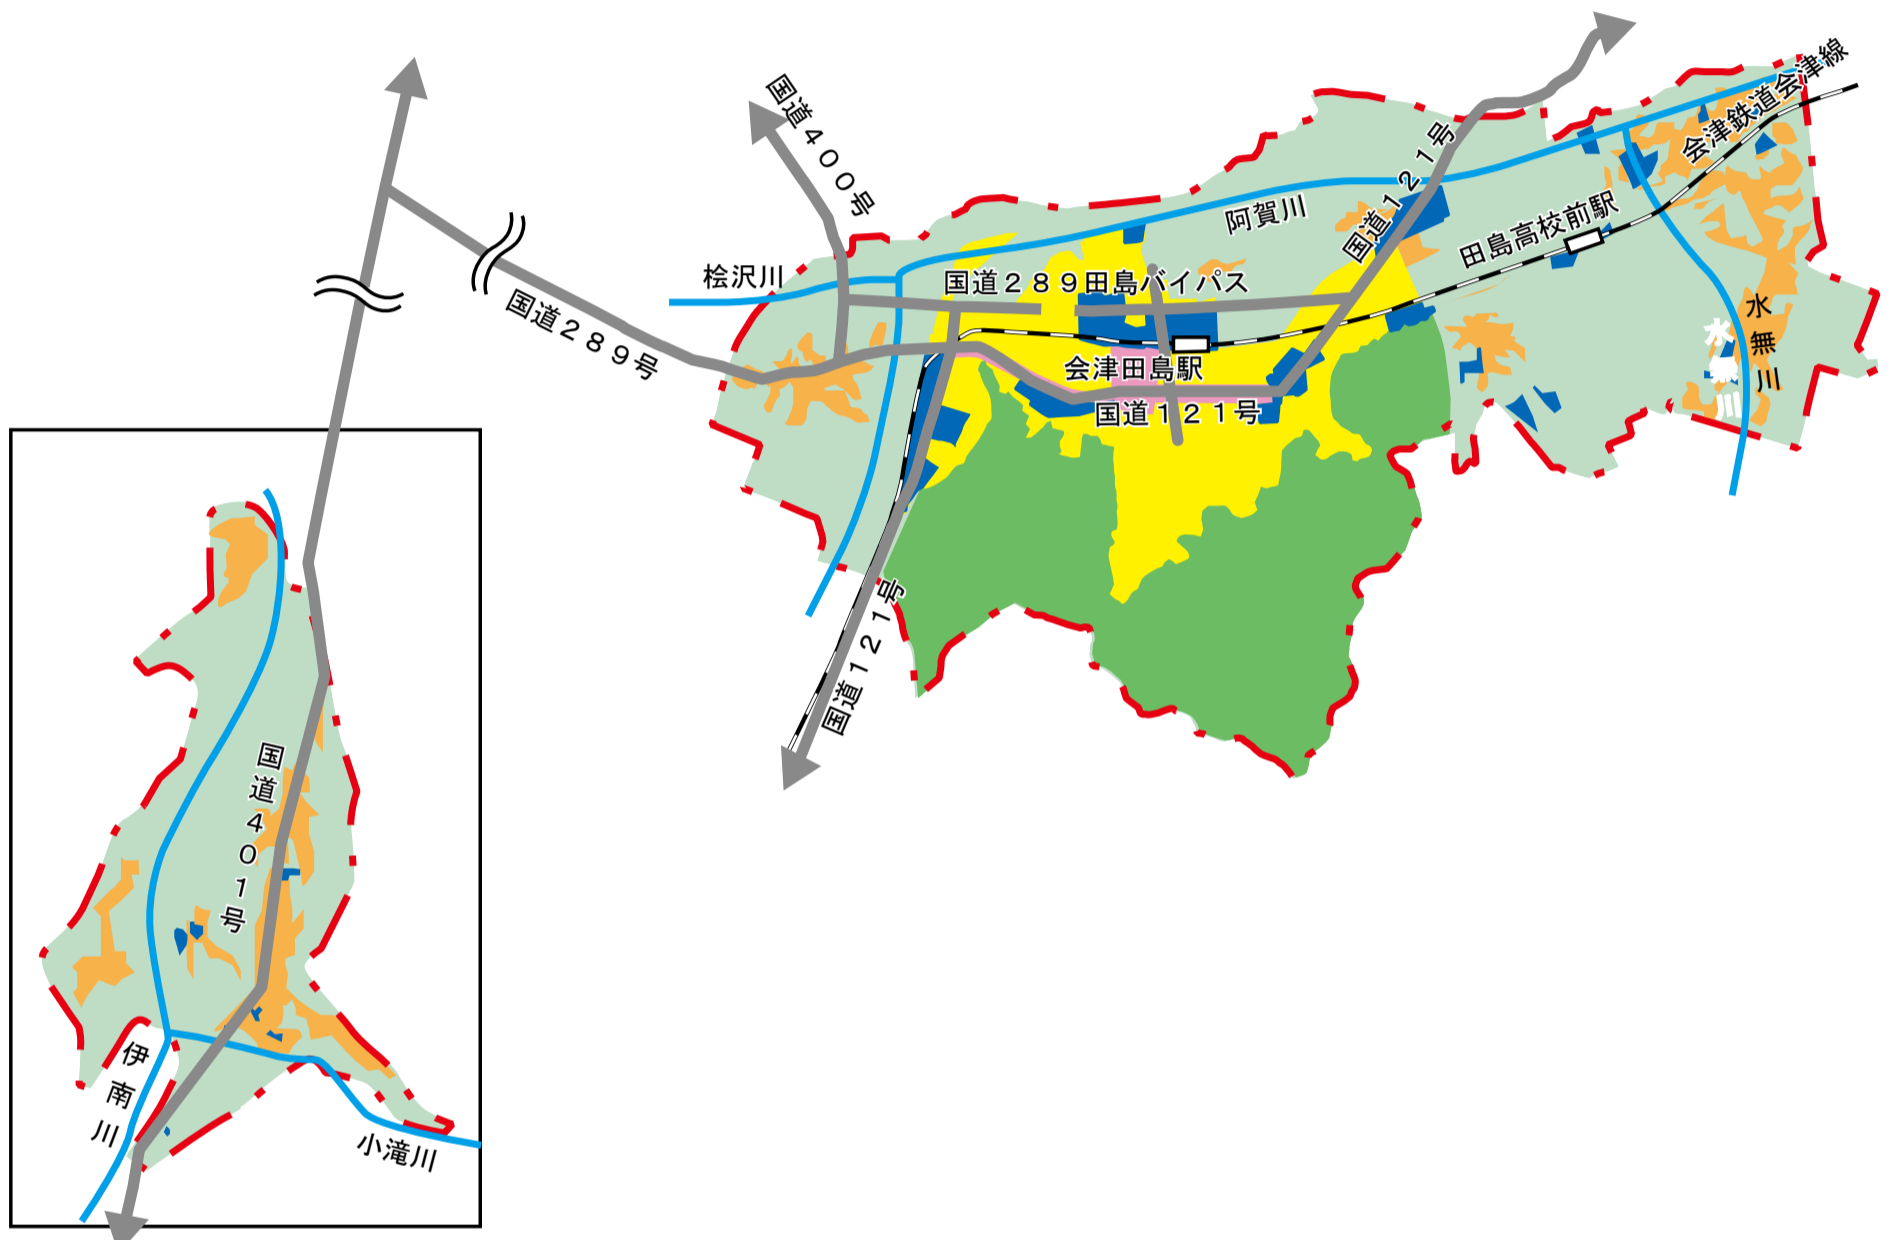 国道４００号
国道１２１号
会津鉄道会津線
阿賀川
田島高校前駅
桧沢川
国道２８９田島バイパス
国道２８９号
水無川
会津田島駅
国道１２１号
国道１２１号
国道４０１号
伊南川
小滝川